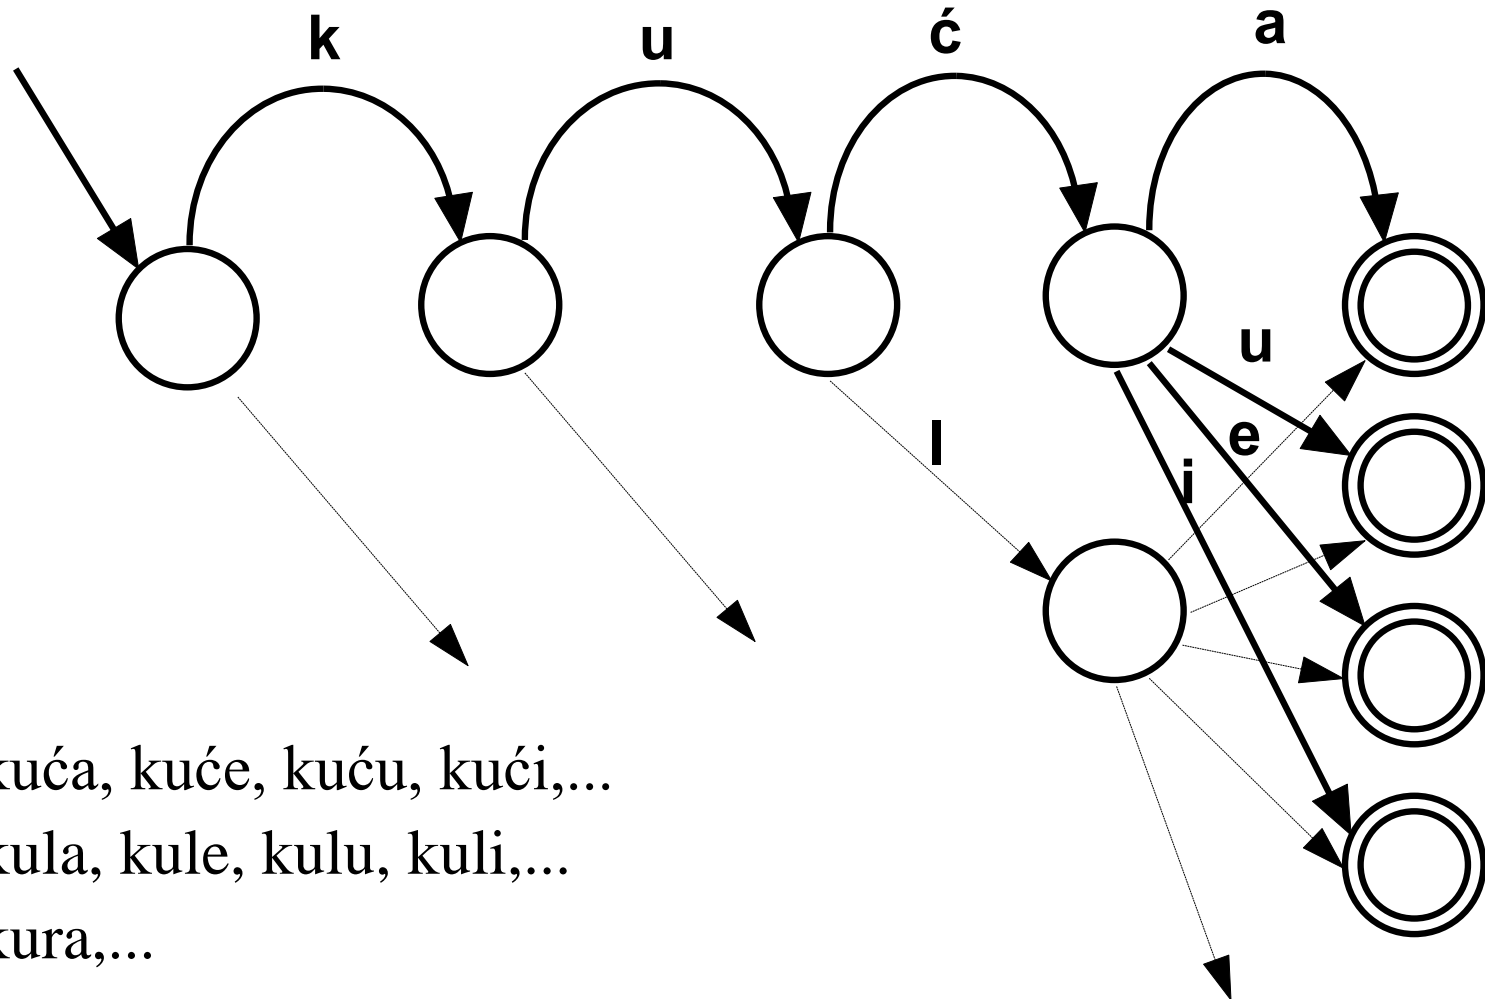 k u ć a
u
l
e
i
kuća, kuće, kuću, kući,...
kula, kule, kulu, kuli,...
kura,...